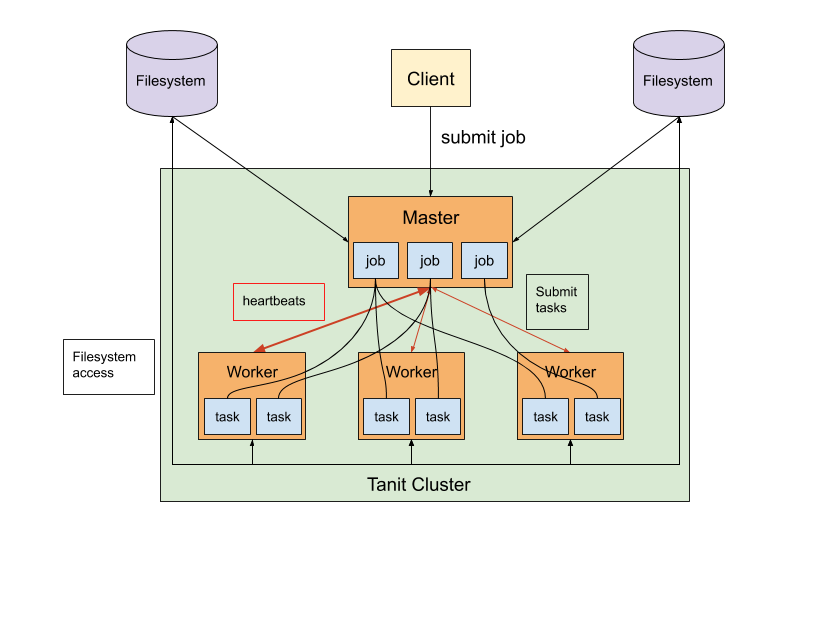 Filesystem
Client
Filesystem
submit job
Master
job
job
job
heartbeats
Submit
tasks
Filesystem
access
Worker
Worker
Worker
task
task
task
task
task
task
Tanit Cluster